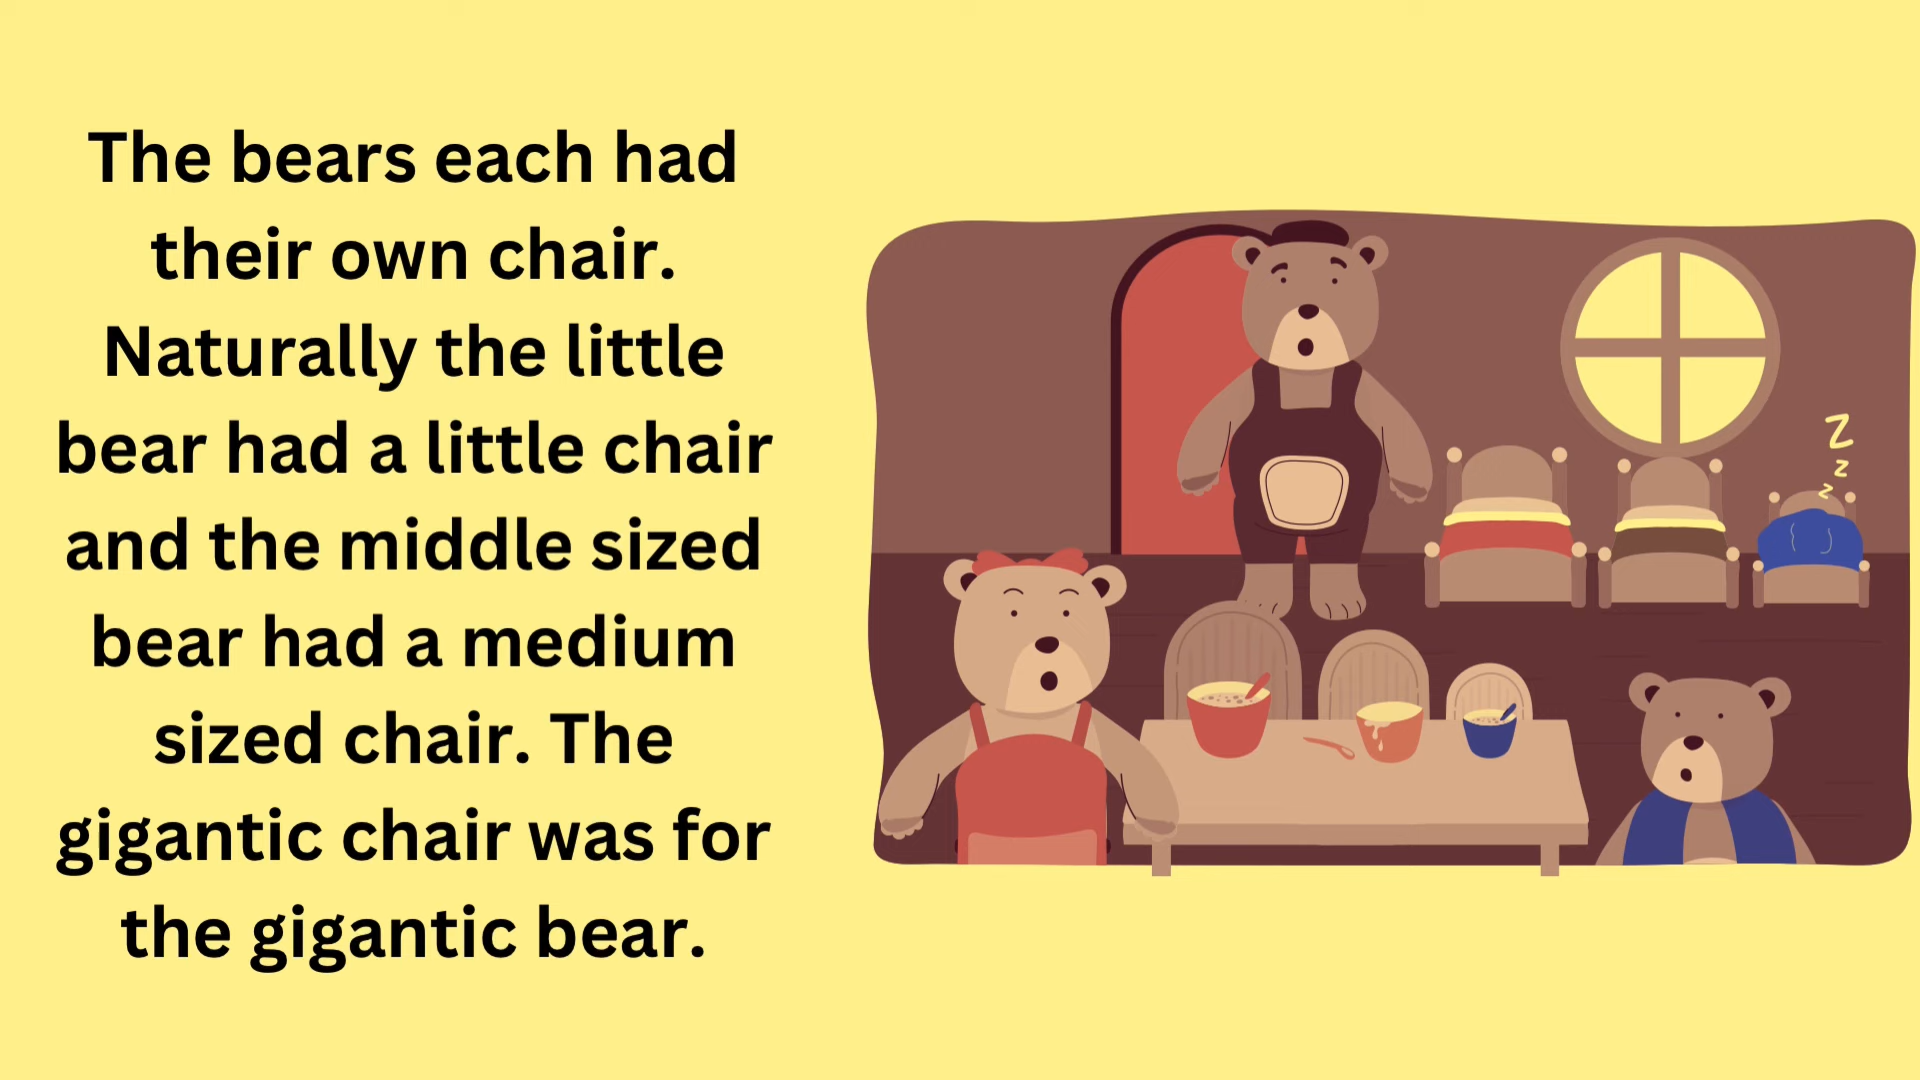 The bears each had
their own chair.
Naturally the little
bear had a little chair
and the middle sized
bear had a medium
sized chair. The
gigantic chair was for
the gigantic bear.
Z
z
z